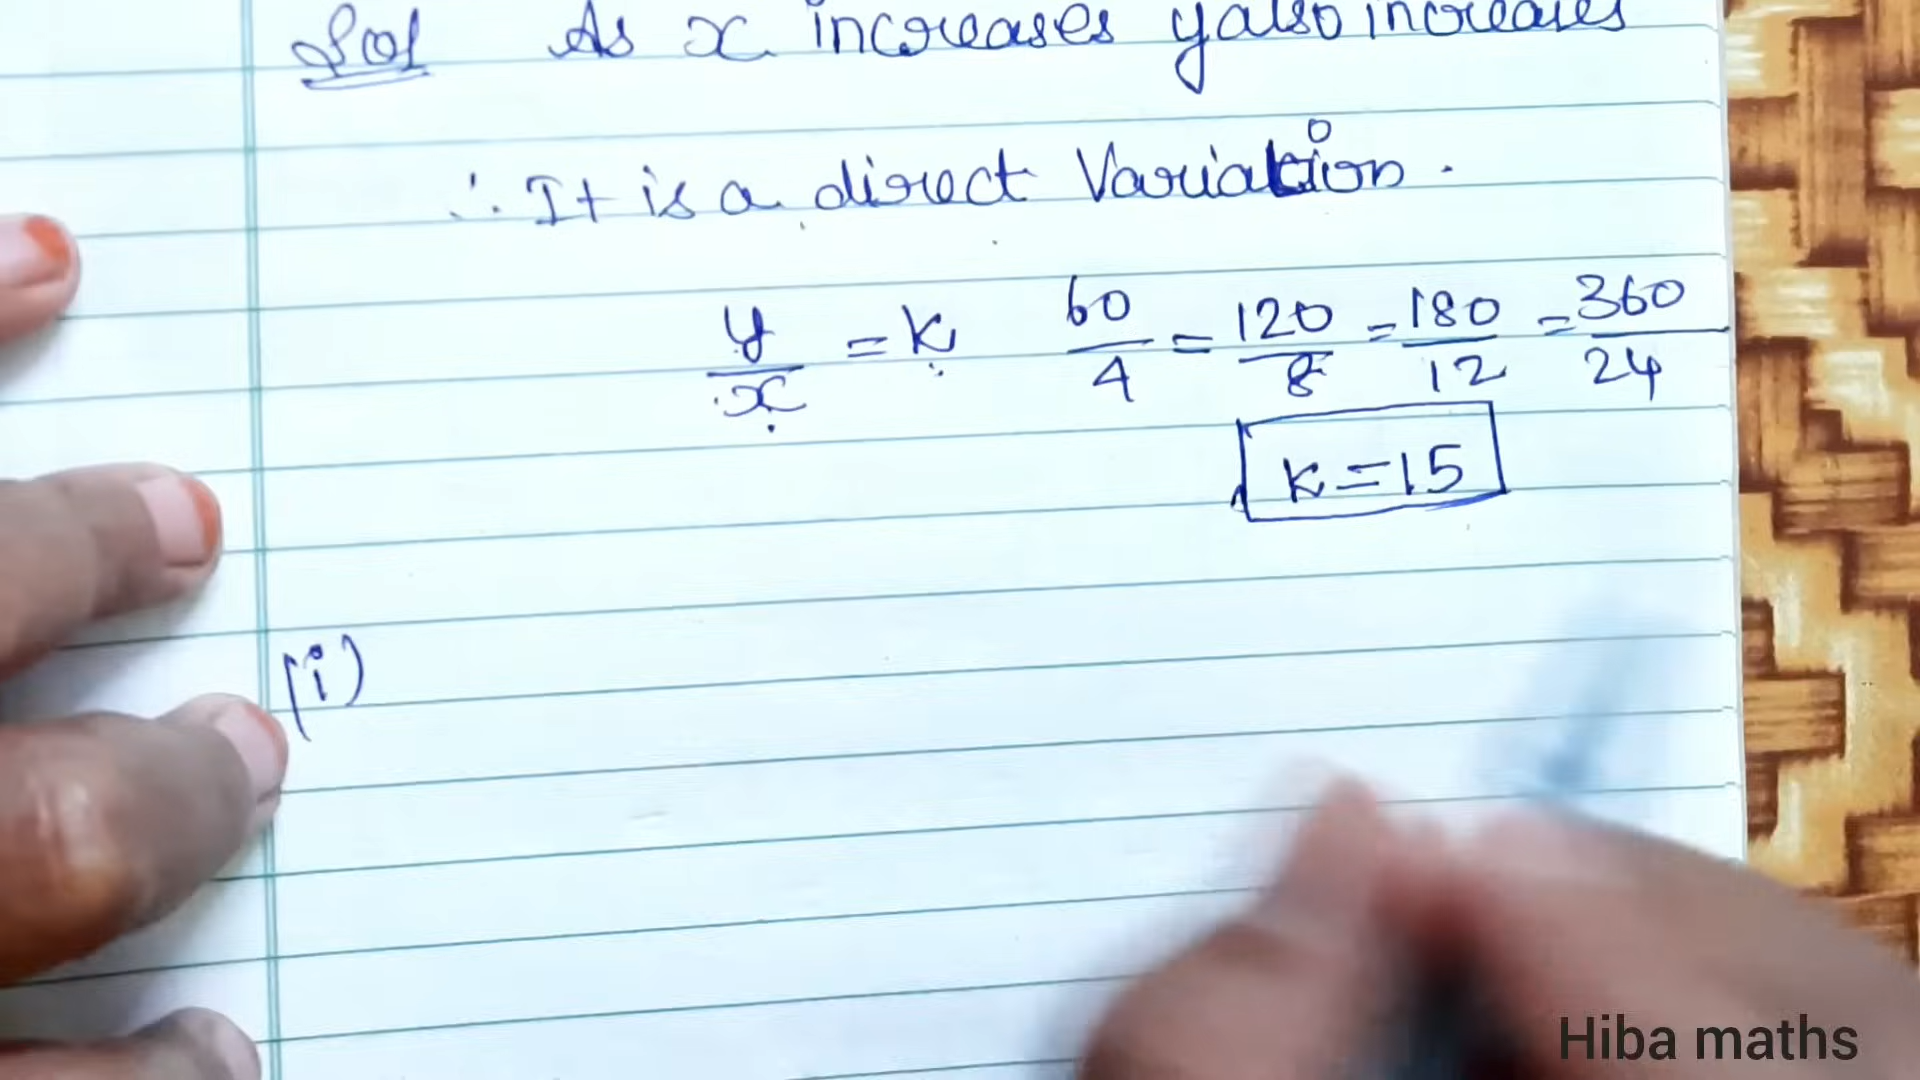 Sol As x increases y also increases
∴ It is a direct Variation.
y/x = k 60/4 = 120/8 = 180/12 = 360/24
k = 15
(i)
Hiba maths